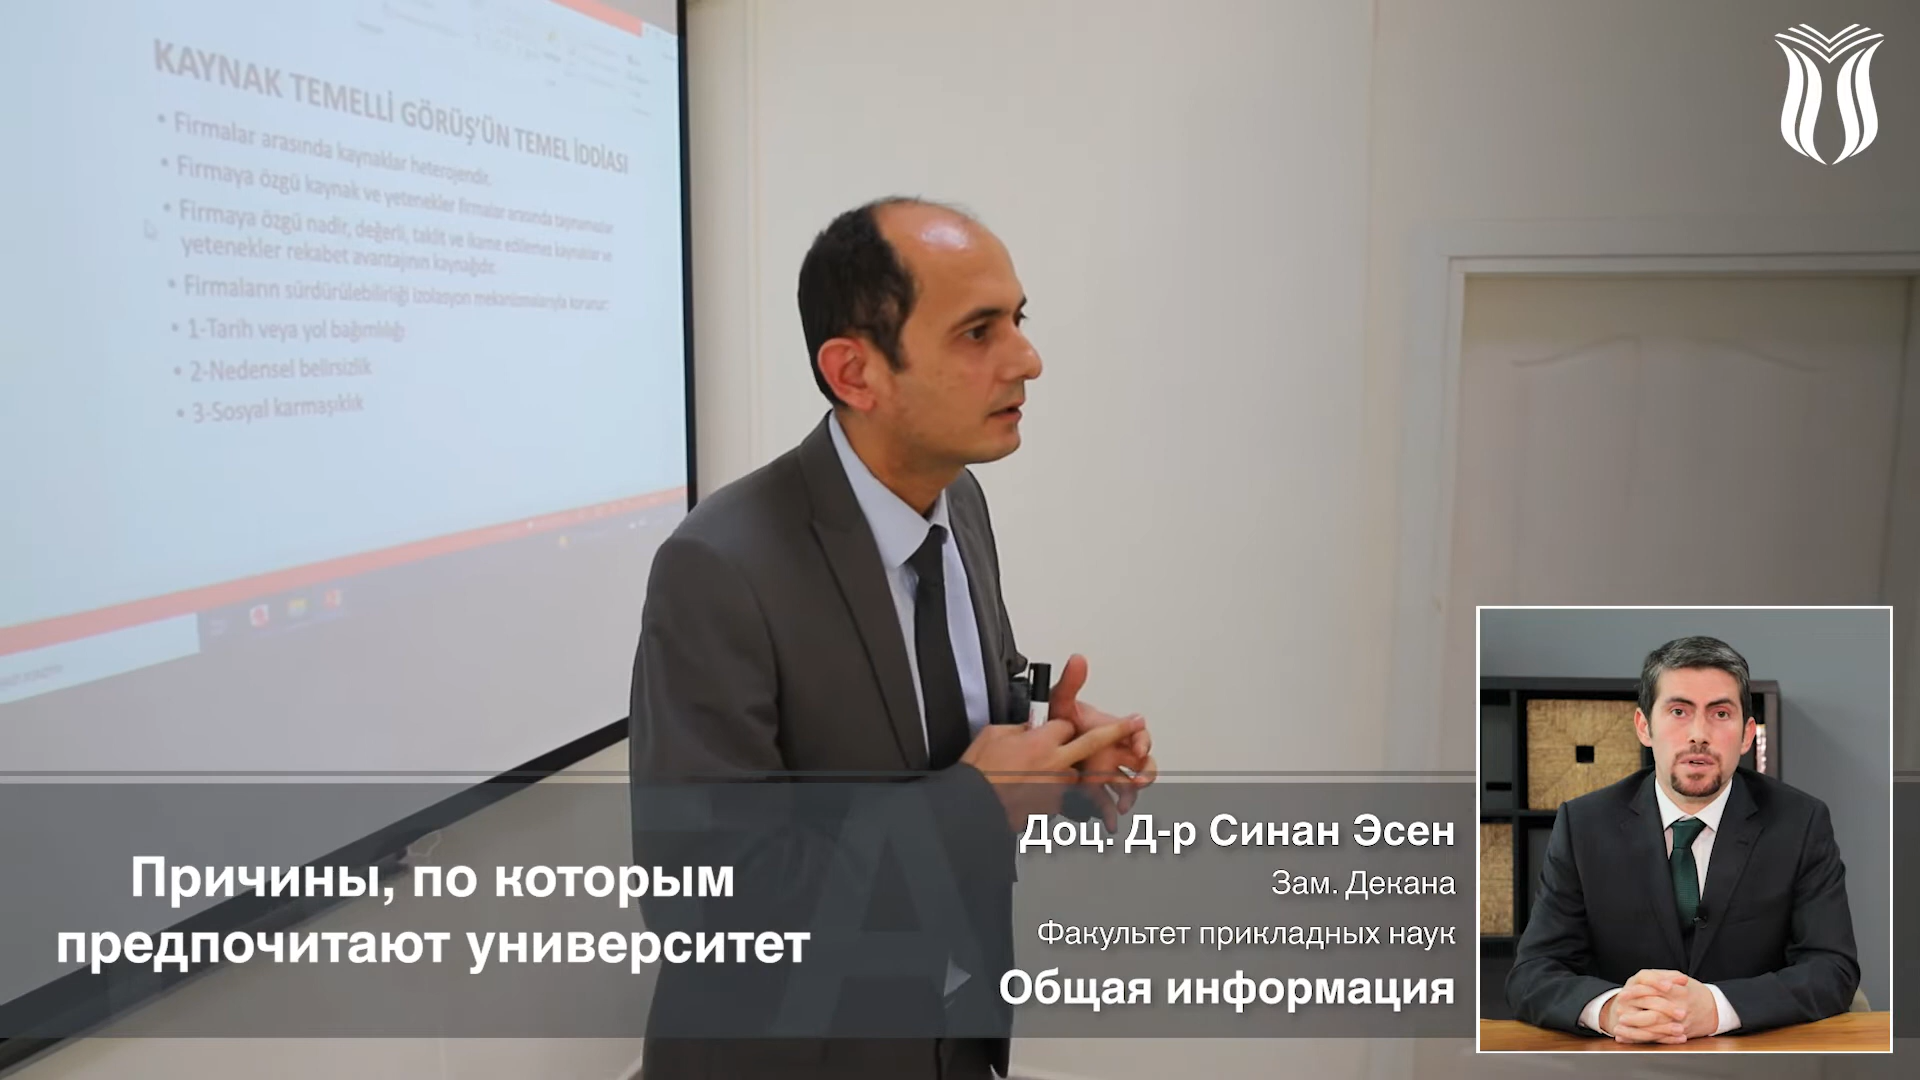 KAYNAK TEMELLİ GÖRÜŞ'ÜN TEMEL İDDİASI
• Firmalar arasında kaynaklar heterojendir.
• Firmaya özgü kaynak ve yetenekler firmalar arasında taşınamazlar
• Firmaya özgü nadir, değerli, taklit ve ikame edilemez kaynaklar ve
yetenekler rekabet avantajının kaynağıdır.
• Firmaların sürdürülebilirliği izolasyon mekanizmalarıyla korunur;
• 1-Tarih veya yol bağımlılığı
• 2-Nedensel belirsizlik
• 3-Sosyal karmaşıklık
Причины, по которым
предпочитают университет
Доц. Д-р Синан Эсен
Зам. Декана
Факультет прикладных наук
Общая информация